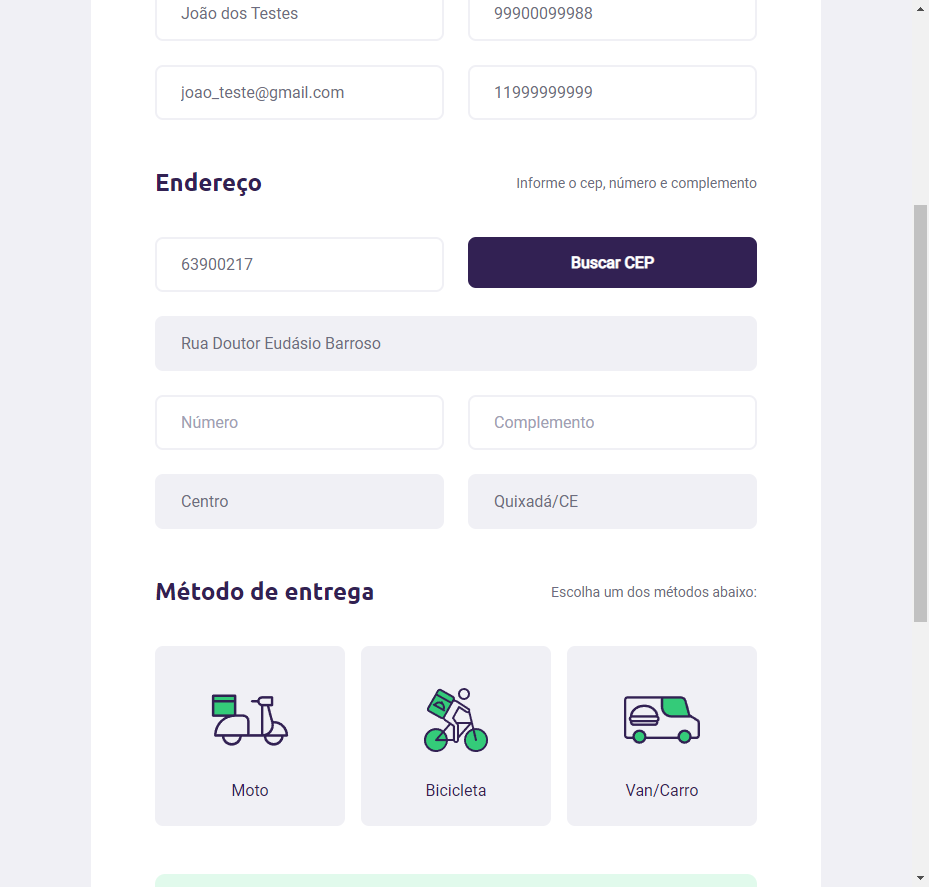 João dos Testes
99900099988
joao_teste@gmail.com
11999999999
Endereço
Informe o cep, número e complemento
63900217
Buscar CEP
Rua Doutor Eudásio Barroso
Número
Complemento
Centro
Quixadá/CE
Método de entrega
Escolha um dos métodos abaixo:
Moto
Bicicleta
Van/Carro